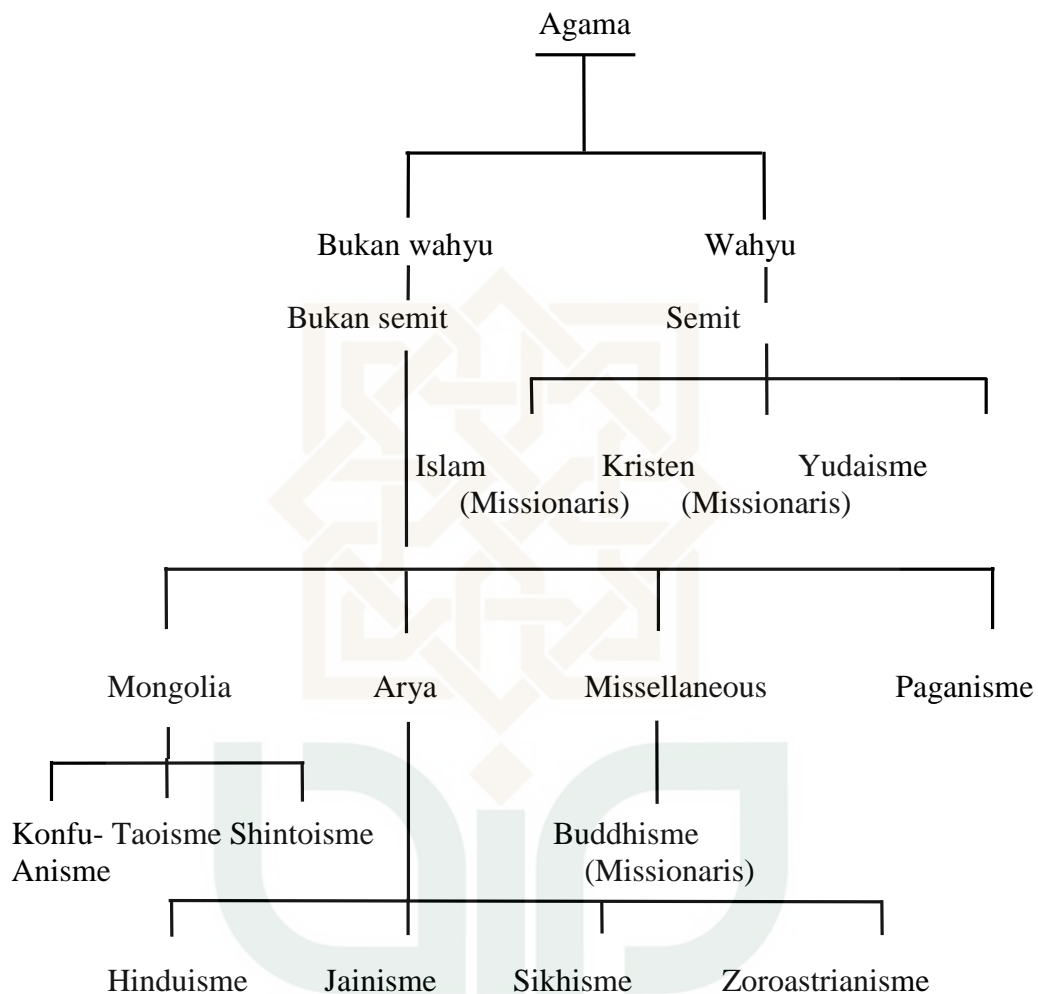 Agama
Bukan wahyu Wahyu
Bukan semit Semit
Islam Kristen Yudaisme
(Missionaris) (Missionaris)
Mongolia Arya Missellaneous Paganisme
Konfu- Taoisme Shintoisme Buddhisme
Anisme (Missionaris)
Hinduisme Jainisme Sikhisme Zoroastrianisme